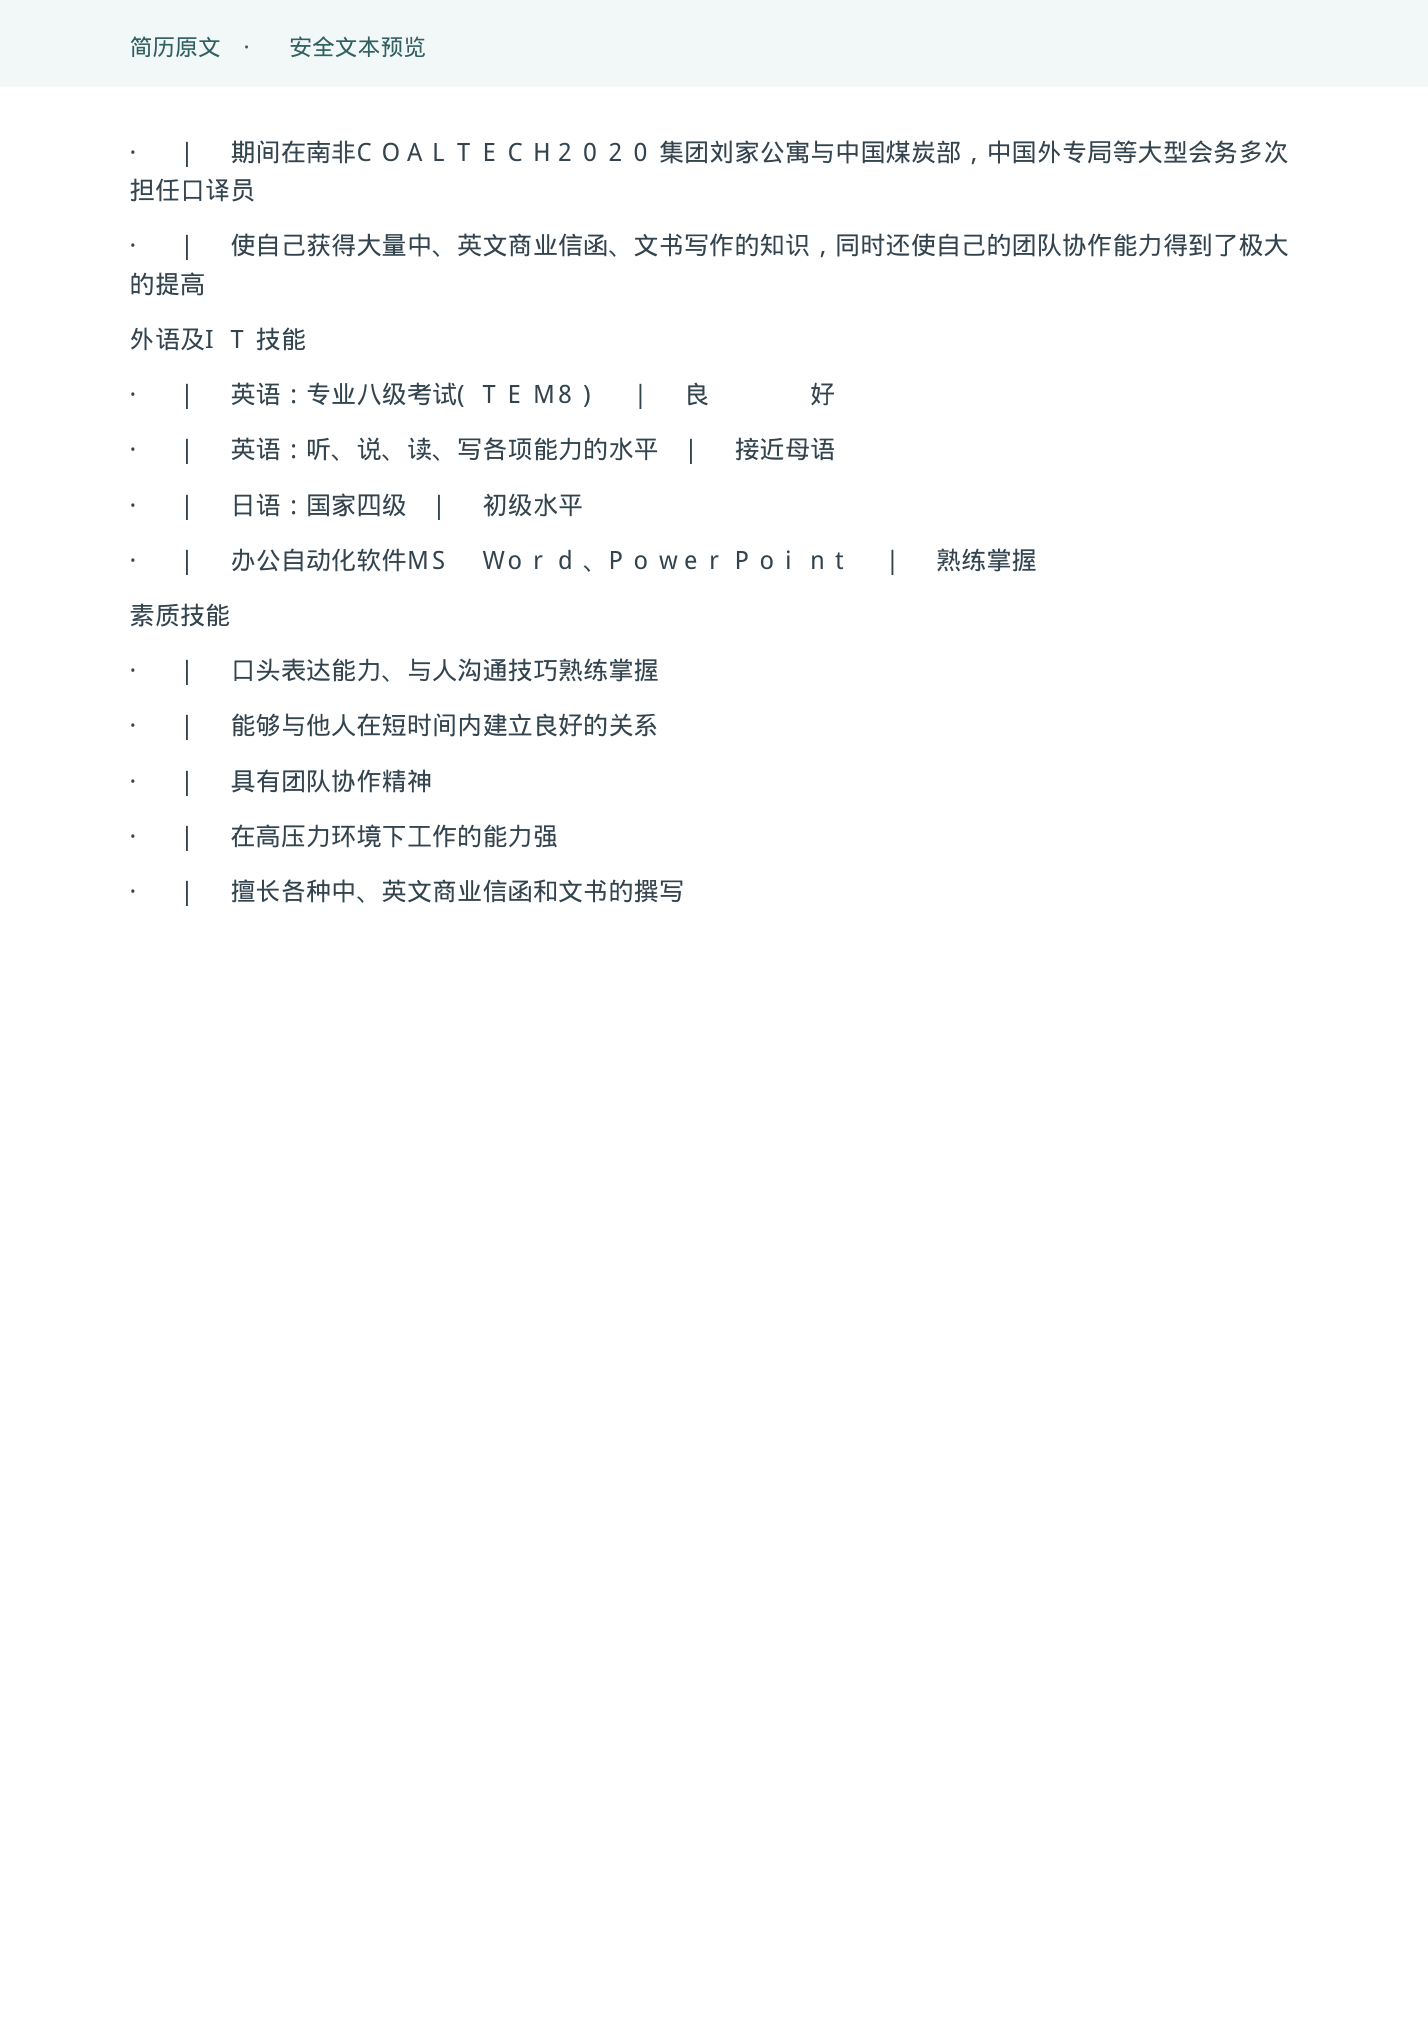 简历原文 · 安全文本预览
· | 期间在南非COALTECH2020集团刘家公寓与中国煤炭部，中国外专局等大型会务多次
担任口译员
· | 使自己获得大量中、英文商业信函、文书写作的知识，同时还使自己的团队协作能力得到了极大
的提高
外语及IT技能
· | 英语：专业八级考试(TEM8) | 良 好
· | 英语：听、说、读、写各项能力的水平 | 接近母语
· | 日语：国家四级 | 初级水平
· | 办公自动化软件MS Word、PowerPoint | 熟练掌握
素质技能
· | 口头表达能力、与人沟通技巧熟练掌握
· | 能够与他人在短时间内建立良好的关系
· | 具有团队协作精神
· | 在高压力环境下工作的能力强
· | 擅长各种中、英文商业信函和文书的撰写